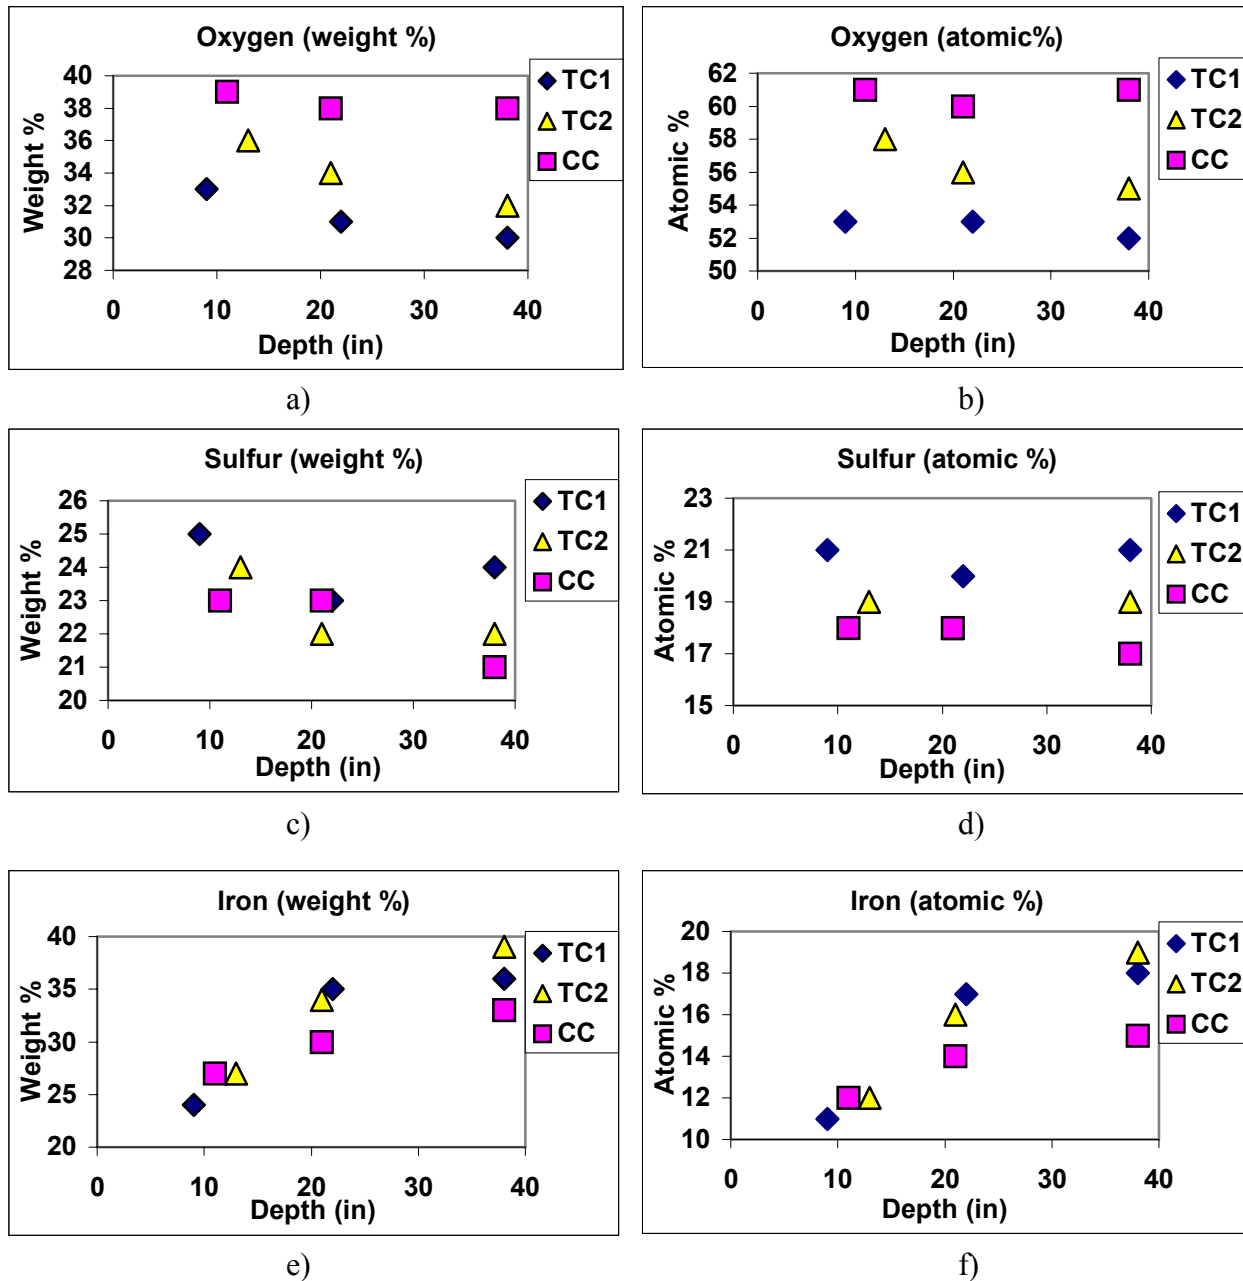 Oxygen (weight %)
40
38
36
34
32
30
28
0 10 20 30 40
Weight %
Depth (in)
TC1
TC2
CC
a)
Oxygen (atomic%)
62
60
58
56
54
52
50
0 10 20 30 40
Atomic %
Depth (in)
TC1
TC2
CC
b)
Sulfur (weight %)
26
25
24
23
22
21
20
0 10 20 30 40
Weight %
Depth (in)
TC1
TC2
CC
c)
Sulfur (atomic %)
23
21
19
17
15
0 10 20 30 40
Atomic %
Depth (in)
TC1
TC2
CC
d)
Iron (weight %)
40
35
30
25
20
0 10 20 30 40
Weight %
Depth (in)
TC1
TC2
CC
e)
Iron (atomic %)
20
18
16
14
12
10
0 10 20 30 40
Atomic %
Depth (in)
TC1
TC2
CC
f)